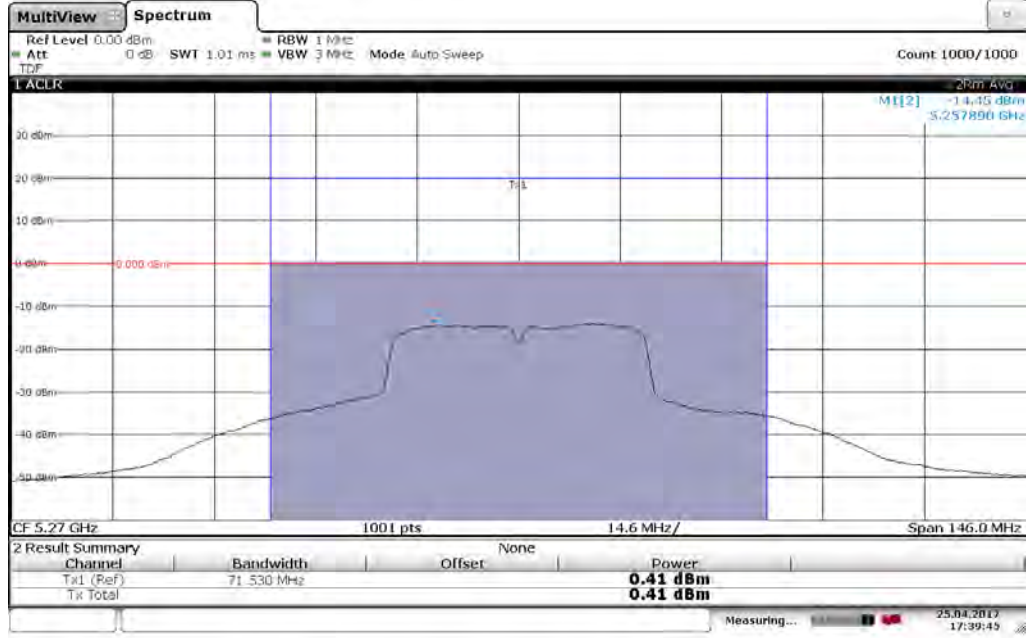 MultiView Spectrum
Ref Level 0.00 dBm RBW 1 MHz
Att 0 dB SWT 1.01 ms VBW 3 MHz Mode Auto Sweep Count 1000/1000
TDF
1 ACLR 2Rm Avg
M1[2] -14.45 dBm
5.257890 GHz
20 dBm
Tx1
10 dBm
0 dBm 0.000 dBm
-10 dBm
-20 dBm
-30 dBm
-40 dBm
-50 dBm
CF 5.27 GHz 1001 pts 14.6 MHz/ Span 146.0 MHz
2 Result Summary None
Channel Bandwidth Offset Power
Tx1 (Ref) 71.530 MHz 0.41 dBm
Tx Total 0.41 dBm
Measuring... 25.04.2017
17:39:45